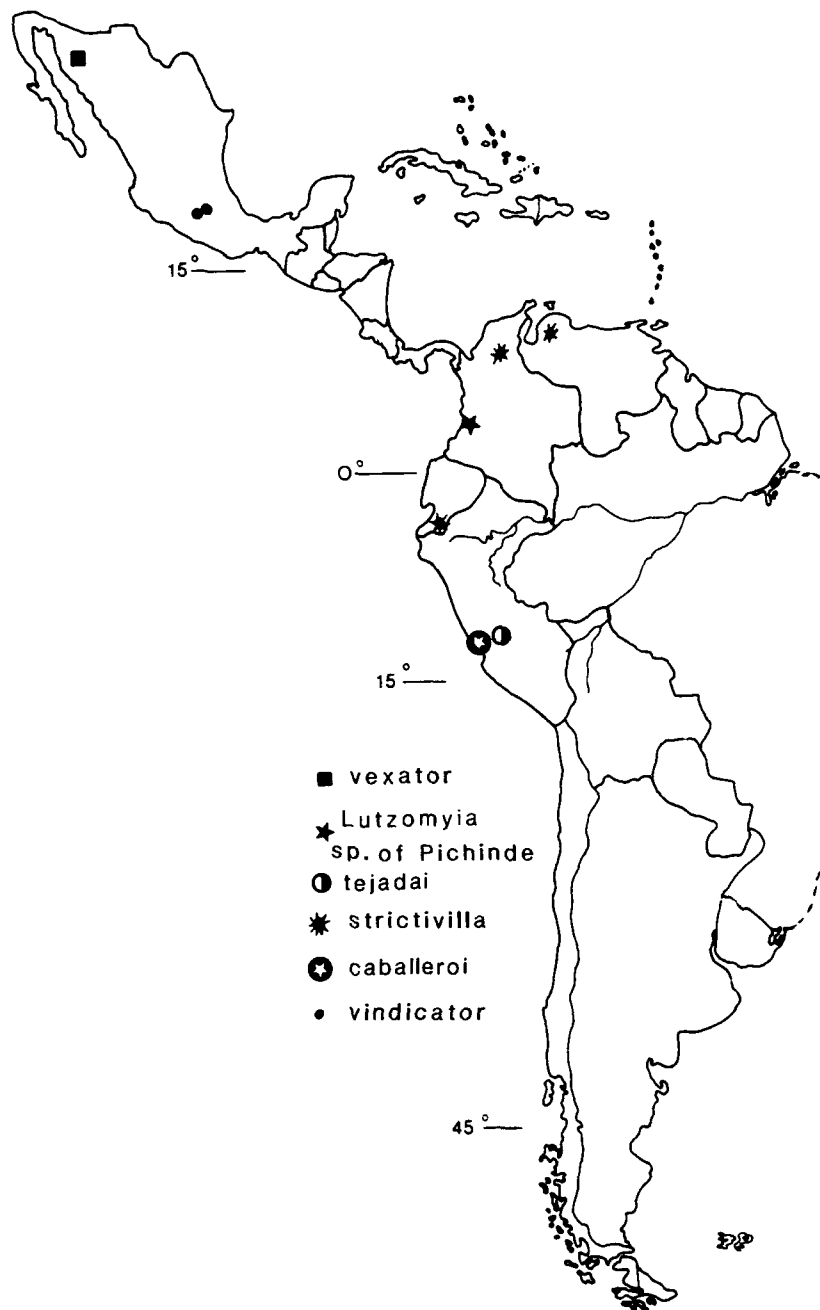 15°
0°
15°
vexator
Lutzomyia
sp. of Pichinde
tejadai
strictivilla
caballeroi
vindicator
45°